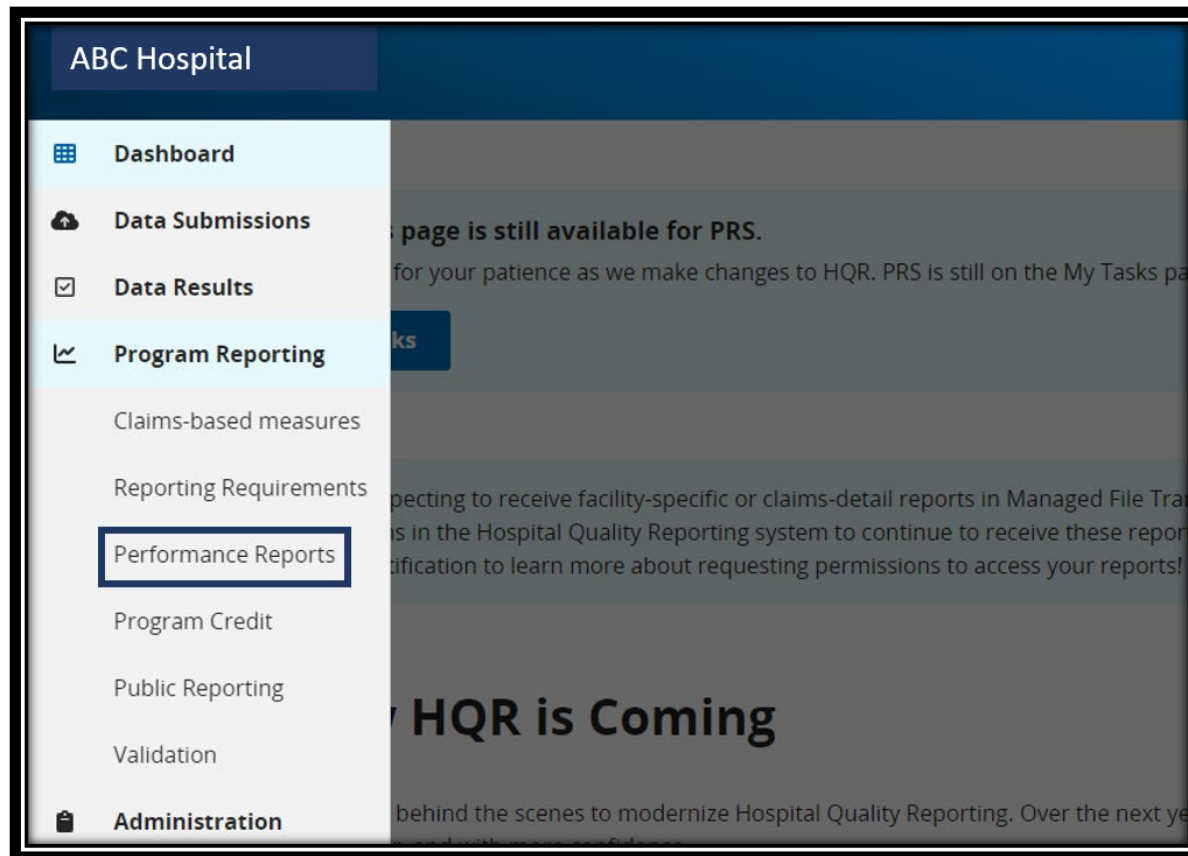 ABC Hospital
Dashboard
Data Submissions
Data Results
Program Reporting
Claims-based measures
Reporting Requirements
Performance Reports
Program Credit
Public Reporting
Validation
Administration
page is still available for PRS.
for your patience as we make changes to HQR. PRS is still on the My Tasks pa
ks
pecting to receive facility-specific or claims-detail reports in Managed File Tra
s in the Hospital Quality Reporting system to continue to receive these repor
ification to learn more about requesting permissions to access your reports!
HQR is Coming
behind the scenes to modernize Hospital Quality Reporting. Over the next ye
and with more confidence